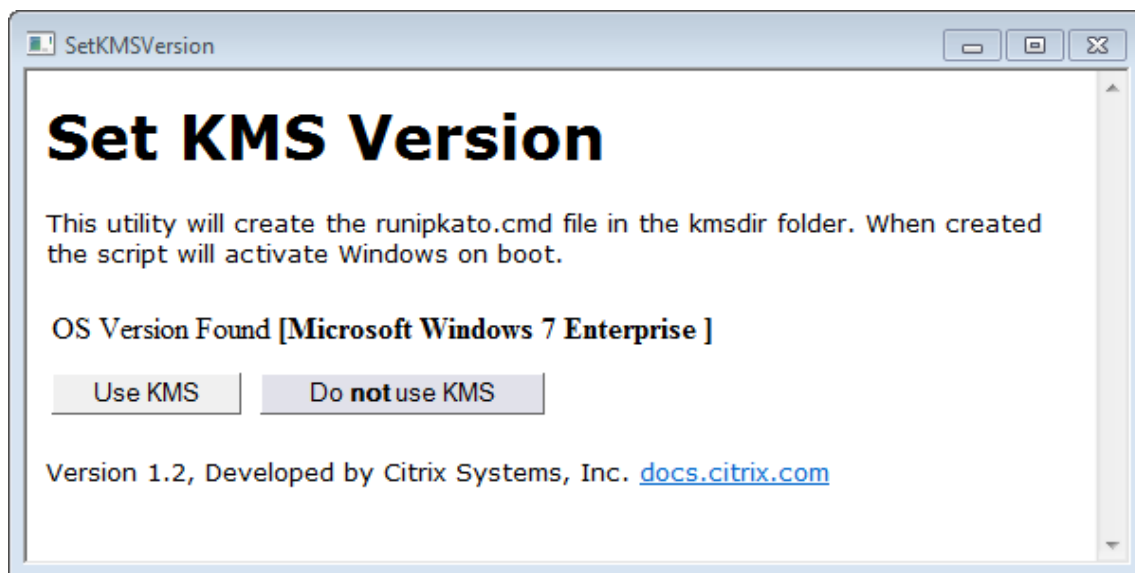 SetKMSVersion
Set KMS Version
This utility will create the runipkato.cmd file in the kmsdir folder. When created
the script will activate Windows on boot.
OS Version Found [Microsoft Windows 7 Enterprise ]
Use KMS Do not use KMS
Version 1.2, Developed by Citrix Systems, Inc. docs.citrix.com